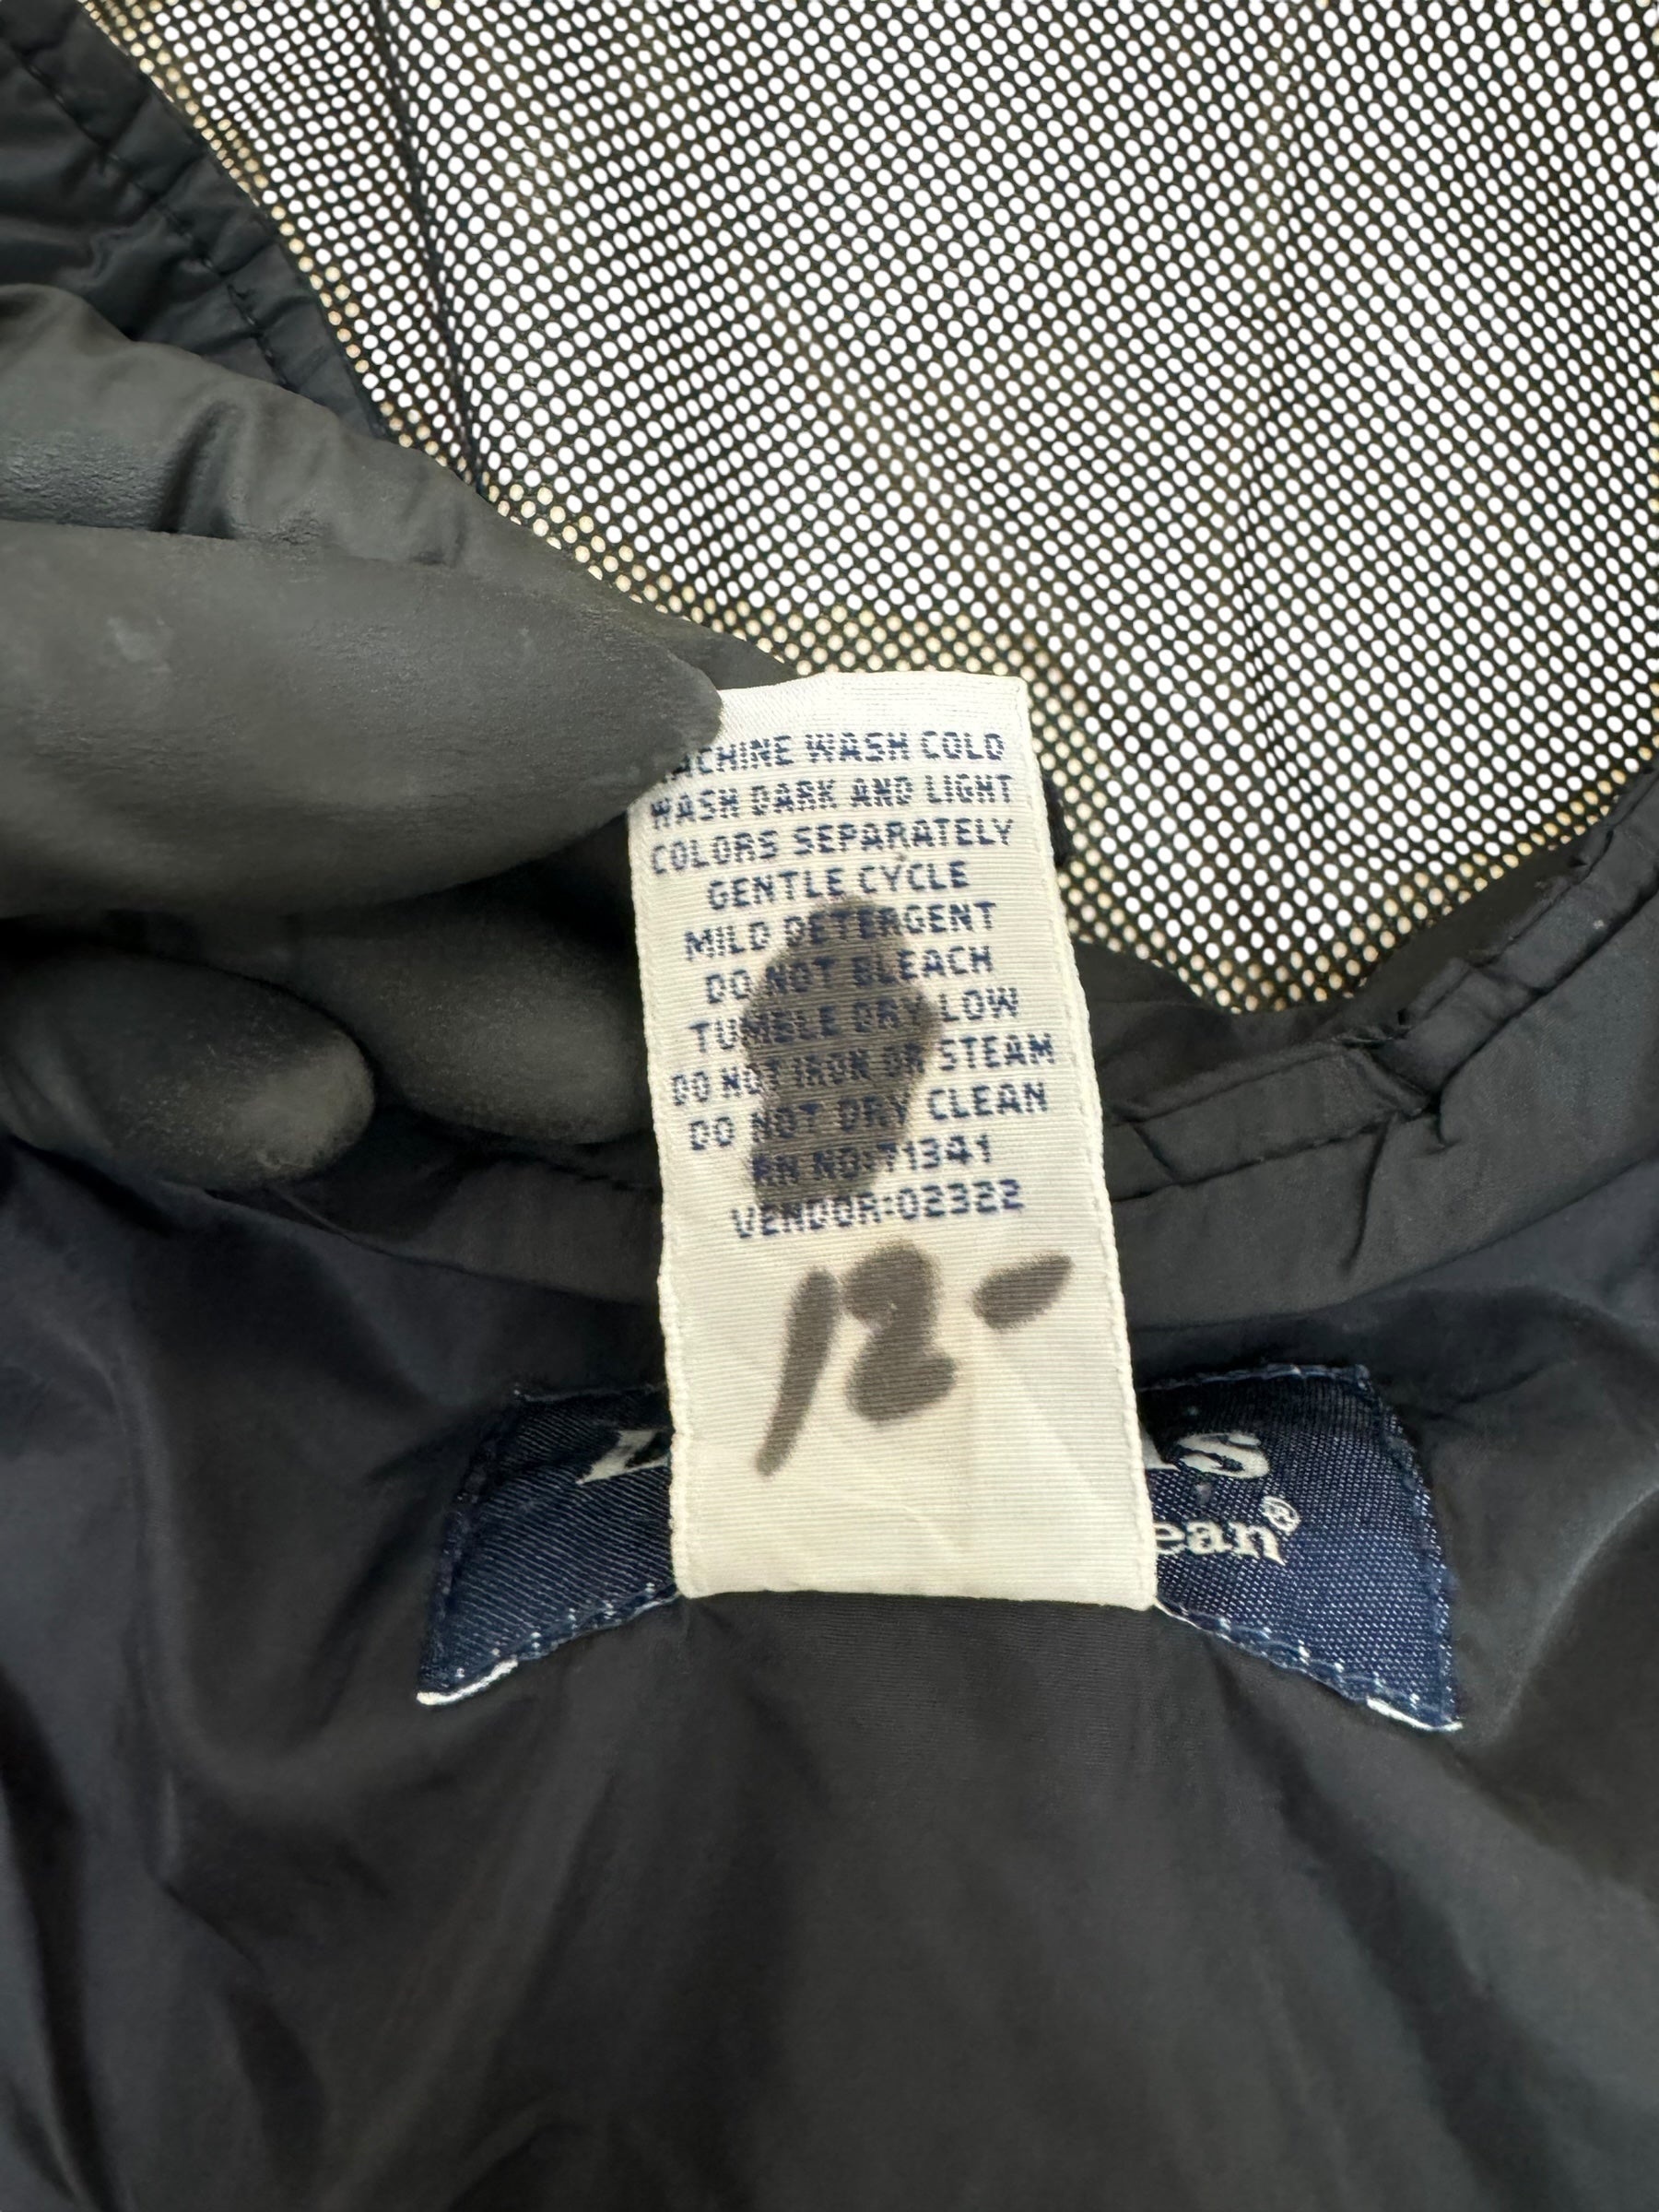 MACHINE WASH COLD
WASH DARK AND LIGHT
COLORS SEPARATELY
GENTLE CYCLE
MILD DETERGENT
DO NOT BLEACH
TUMBLE DRY LOW
DO NOT IRON OR STEAM
DO NOT DRY CLEAN
RN NO:71341
VENDOR:02322
ean®